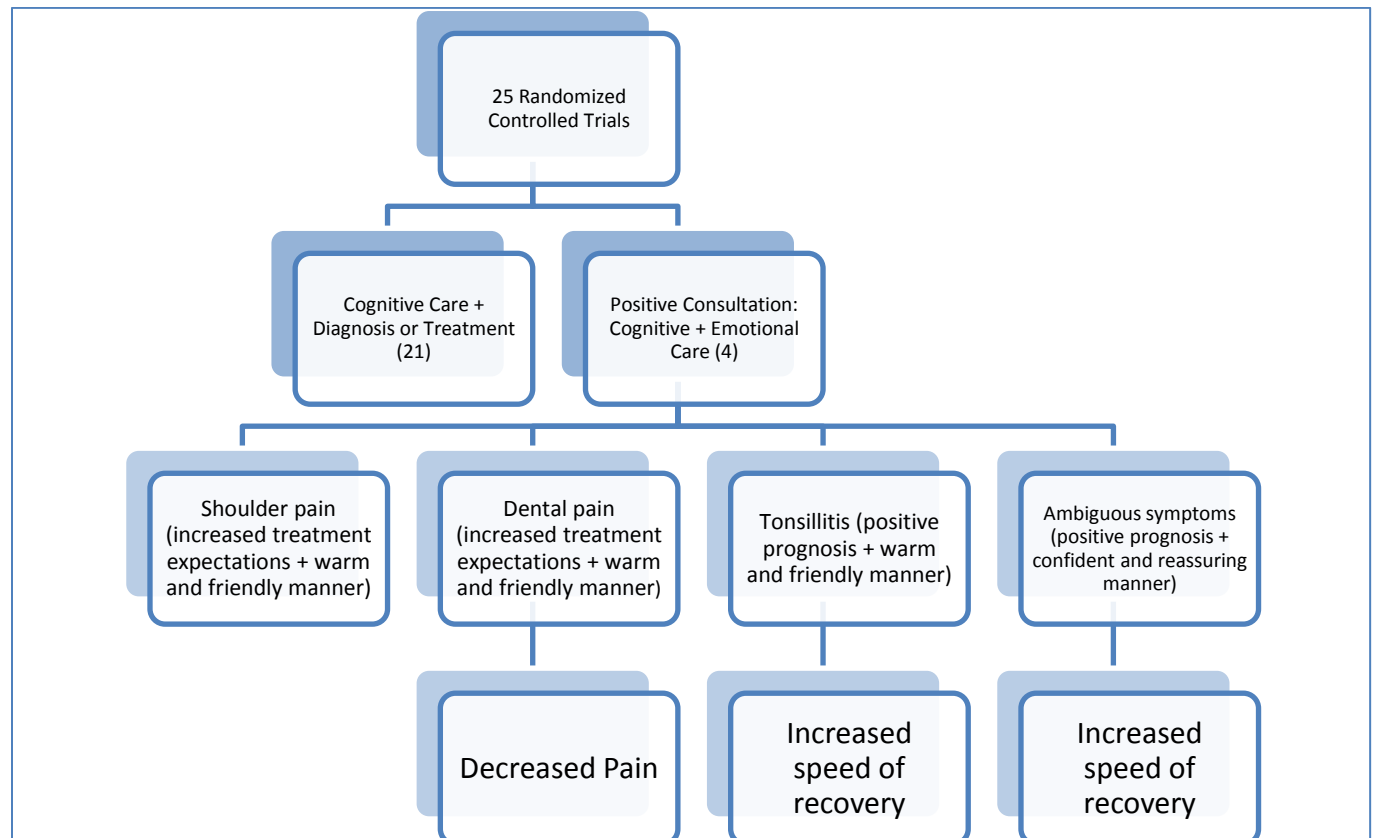 25 Randomized
Controlled Trials
Cognitive Care +
Diagnosis or Treatment
(21)
Positive Consultation:
Cognitive + Emotional
Care (4)
Shoulder pain
(increased treatment
expectations + warm
and friendly manner)
Dental pain
(increased treatment
expectations + warm
and friendly manner)
Tonsillitis (positive
prognosis + warm
and friendly manner)
Ambiguous symptoms
(positive prognosis +
confident and reassuring
manner)
Decreased Pain
Increased
speed of
recovery
Increased
speed of
recovery